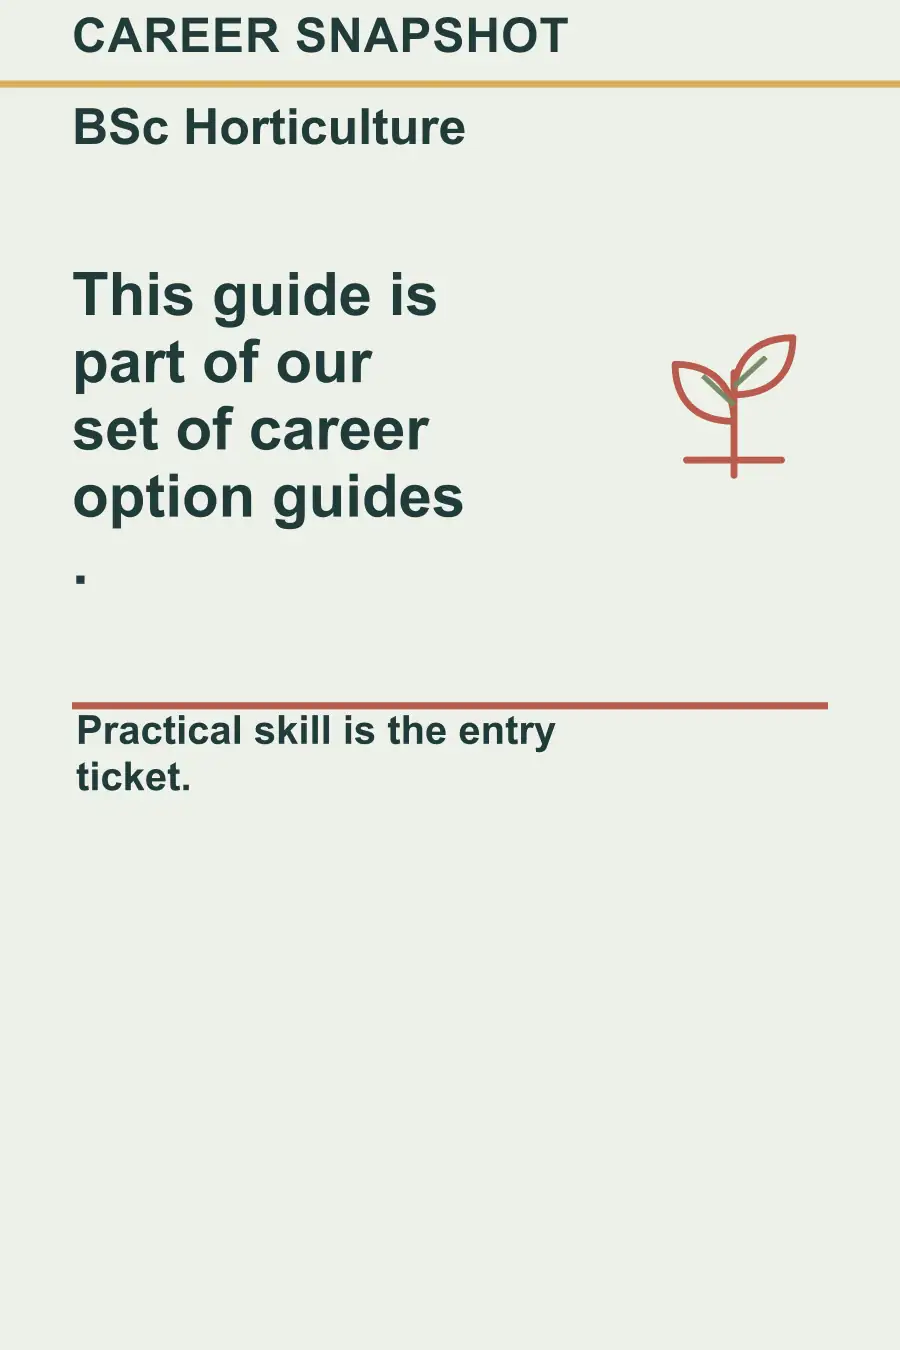 CAREER SNAPSHOT
BSc Horticulture
This guide is
part of our
set of career
option guides
.
Practical skill is the entry
ticket.